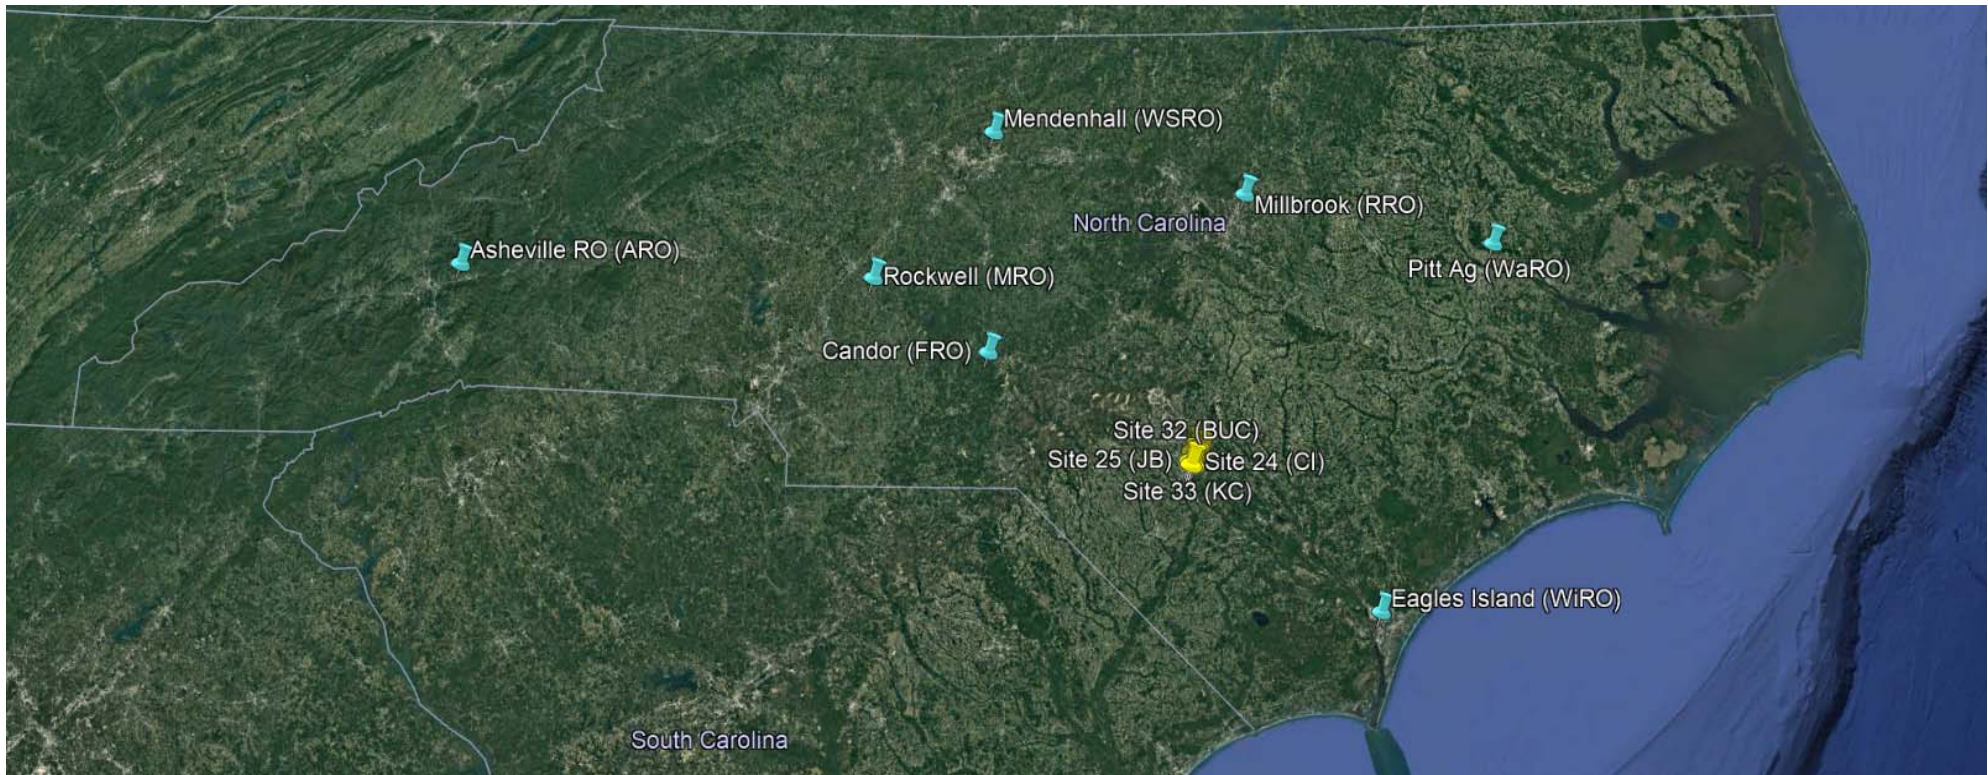 Mendenhall (WSRO)
Millbrook (RRO)
North Carolina
Asheville RO (ARO)
Pitt Ag (WaRO)
Rockwell (MRO)
Candor (FRO)
Site 32 (BUC)
Site 25 (JB)
Site 24 (CI)
Site 33 (KC)
Eagles Island (WiRO)
South Carolina